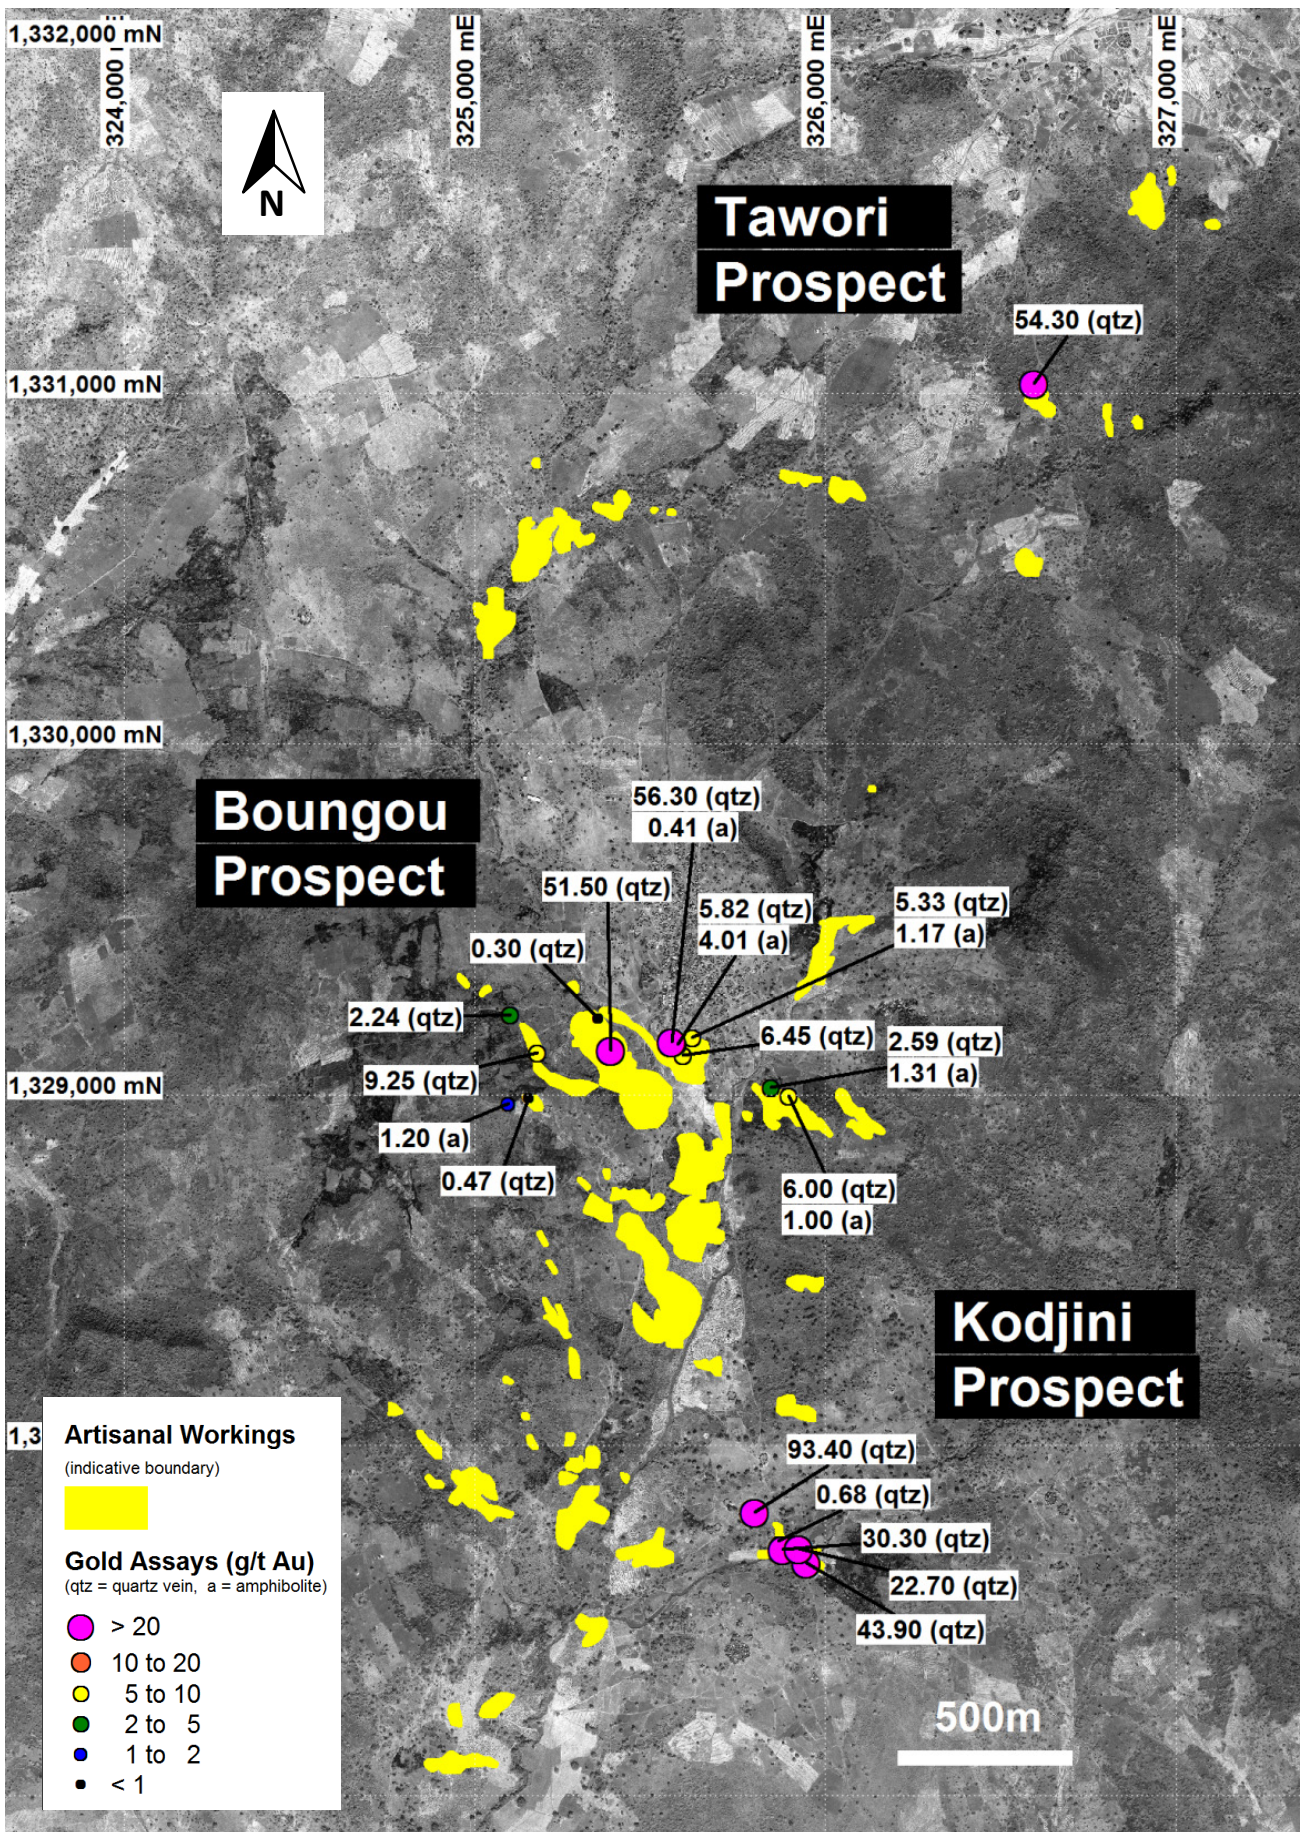 1,332,000 mN
324,000 m
325,000 mE
326,000 mE
327,000 mE
N
Tawori
Prospect
54.30 (qtz)
1,331,000 mN
1,330,000 mN
Boungou
Prospect
56.30 (qtz)
0.41 (a)
51.50 (qtz)
5.82 (qtz)
4.01 (a)
5.33 (qtz)
1.17 (a)
0.30 (qtz)
2.24 (qtz)
6.45 (qtz)
2.59 (qtz)
1.31 (a)
9.25 (qtz)
1,329,000 mN
1.20 (a)
0.47 (qtz)
6.00 (qtz)
1.00 (a)
Kodjini
Prospect
1,3
93.40 (qtz)
0.68 (qtz)
30.30 (qtz)
22.70 (qtz)
43.90 (qtz)
500m
Artisanal Workings
(indicative boundary)
Gold Assays (g/t Au)
(qtz = quartz vein, a = amphibolite)
> 20
10 to 20
5 to 10
2 to 5
1 to 2
< 1